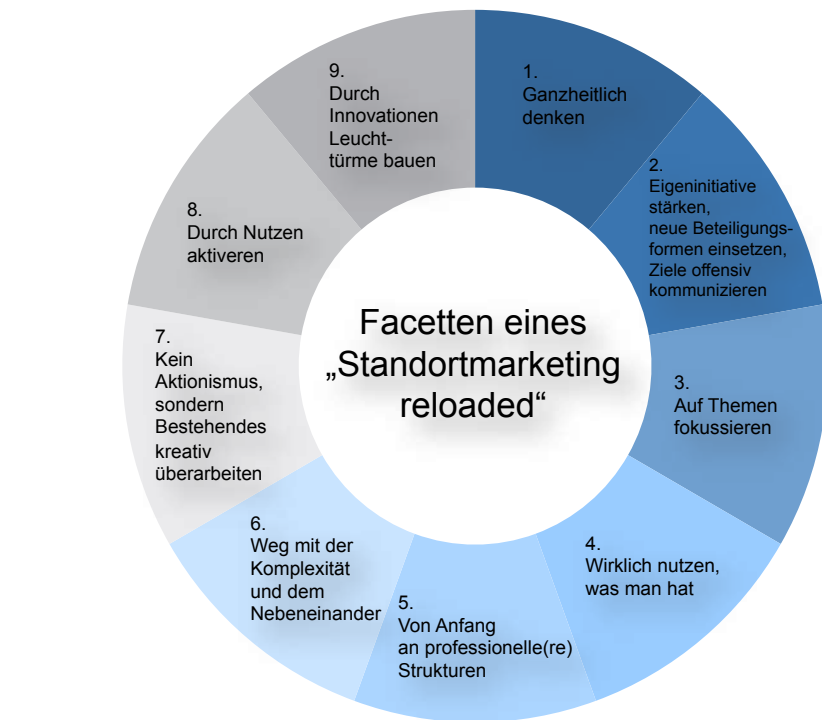 Facetten eines
„Standortmarketing
reloaded“
1.
Ganzheitlich
denken
2.
Eigeninitiative
stärken,
neue Beteiligungs-
formen einsetzen,
Ziele offensiv
kommunizieren
3.
Auf Themen
fokussieren
4.
Wirklich nutzen,
was man hat
5.
Von Anfang
an professionelle(re)
Strukturen
6.
Weg mit der
Komplexität
und dem
Nebeneinander
7.
Kein
Aktionismus,
sondern
Bestehendes
kreativ
überarbeiten
8.
Durch Nutzen
aktiveren
9.
Durch
Innovationen
Leucht-
türme bauen